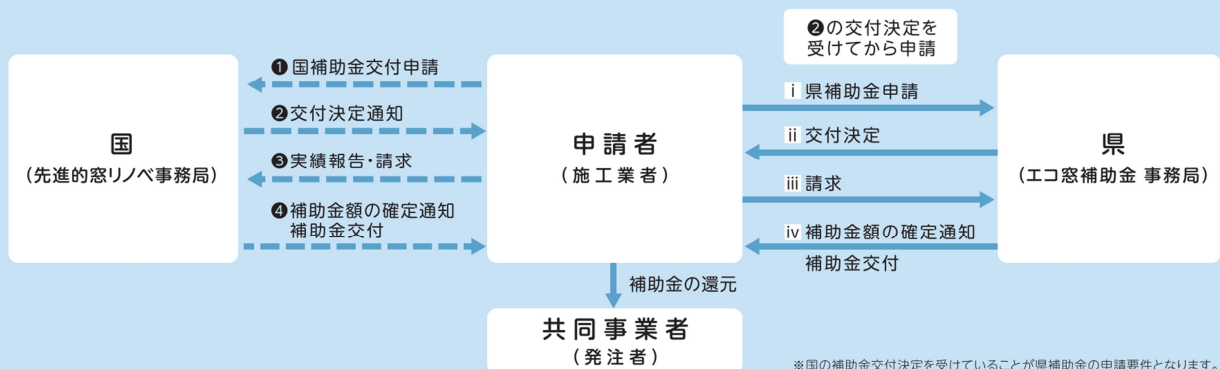 ❷の交付決定を
受けてから申請
国
(先進的窓リノベ事務局)
❶国補助金交付申請
❷交付決定通知
❸実績報告・請求
❹補助金額の確定通知
補助金交付
申請者
(施工業者)
i 県補助金申請
ii 交付決定
iii 請求
iv 補助金額の確定通知
補助金交付
県
(エコ窓補助金 事務局)
補助金の還元
共同事業者
(発注者)
※国の補助金交付決定を受けていることが県補助金の申請要件となります。